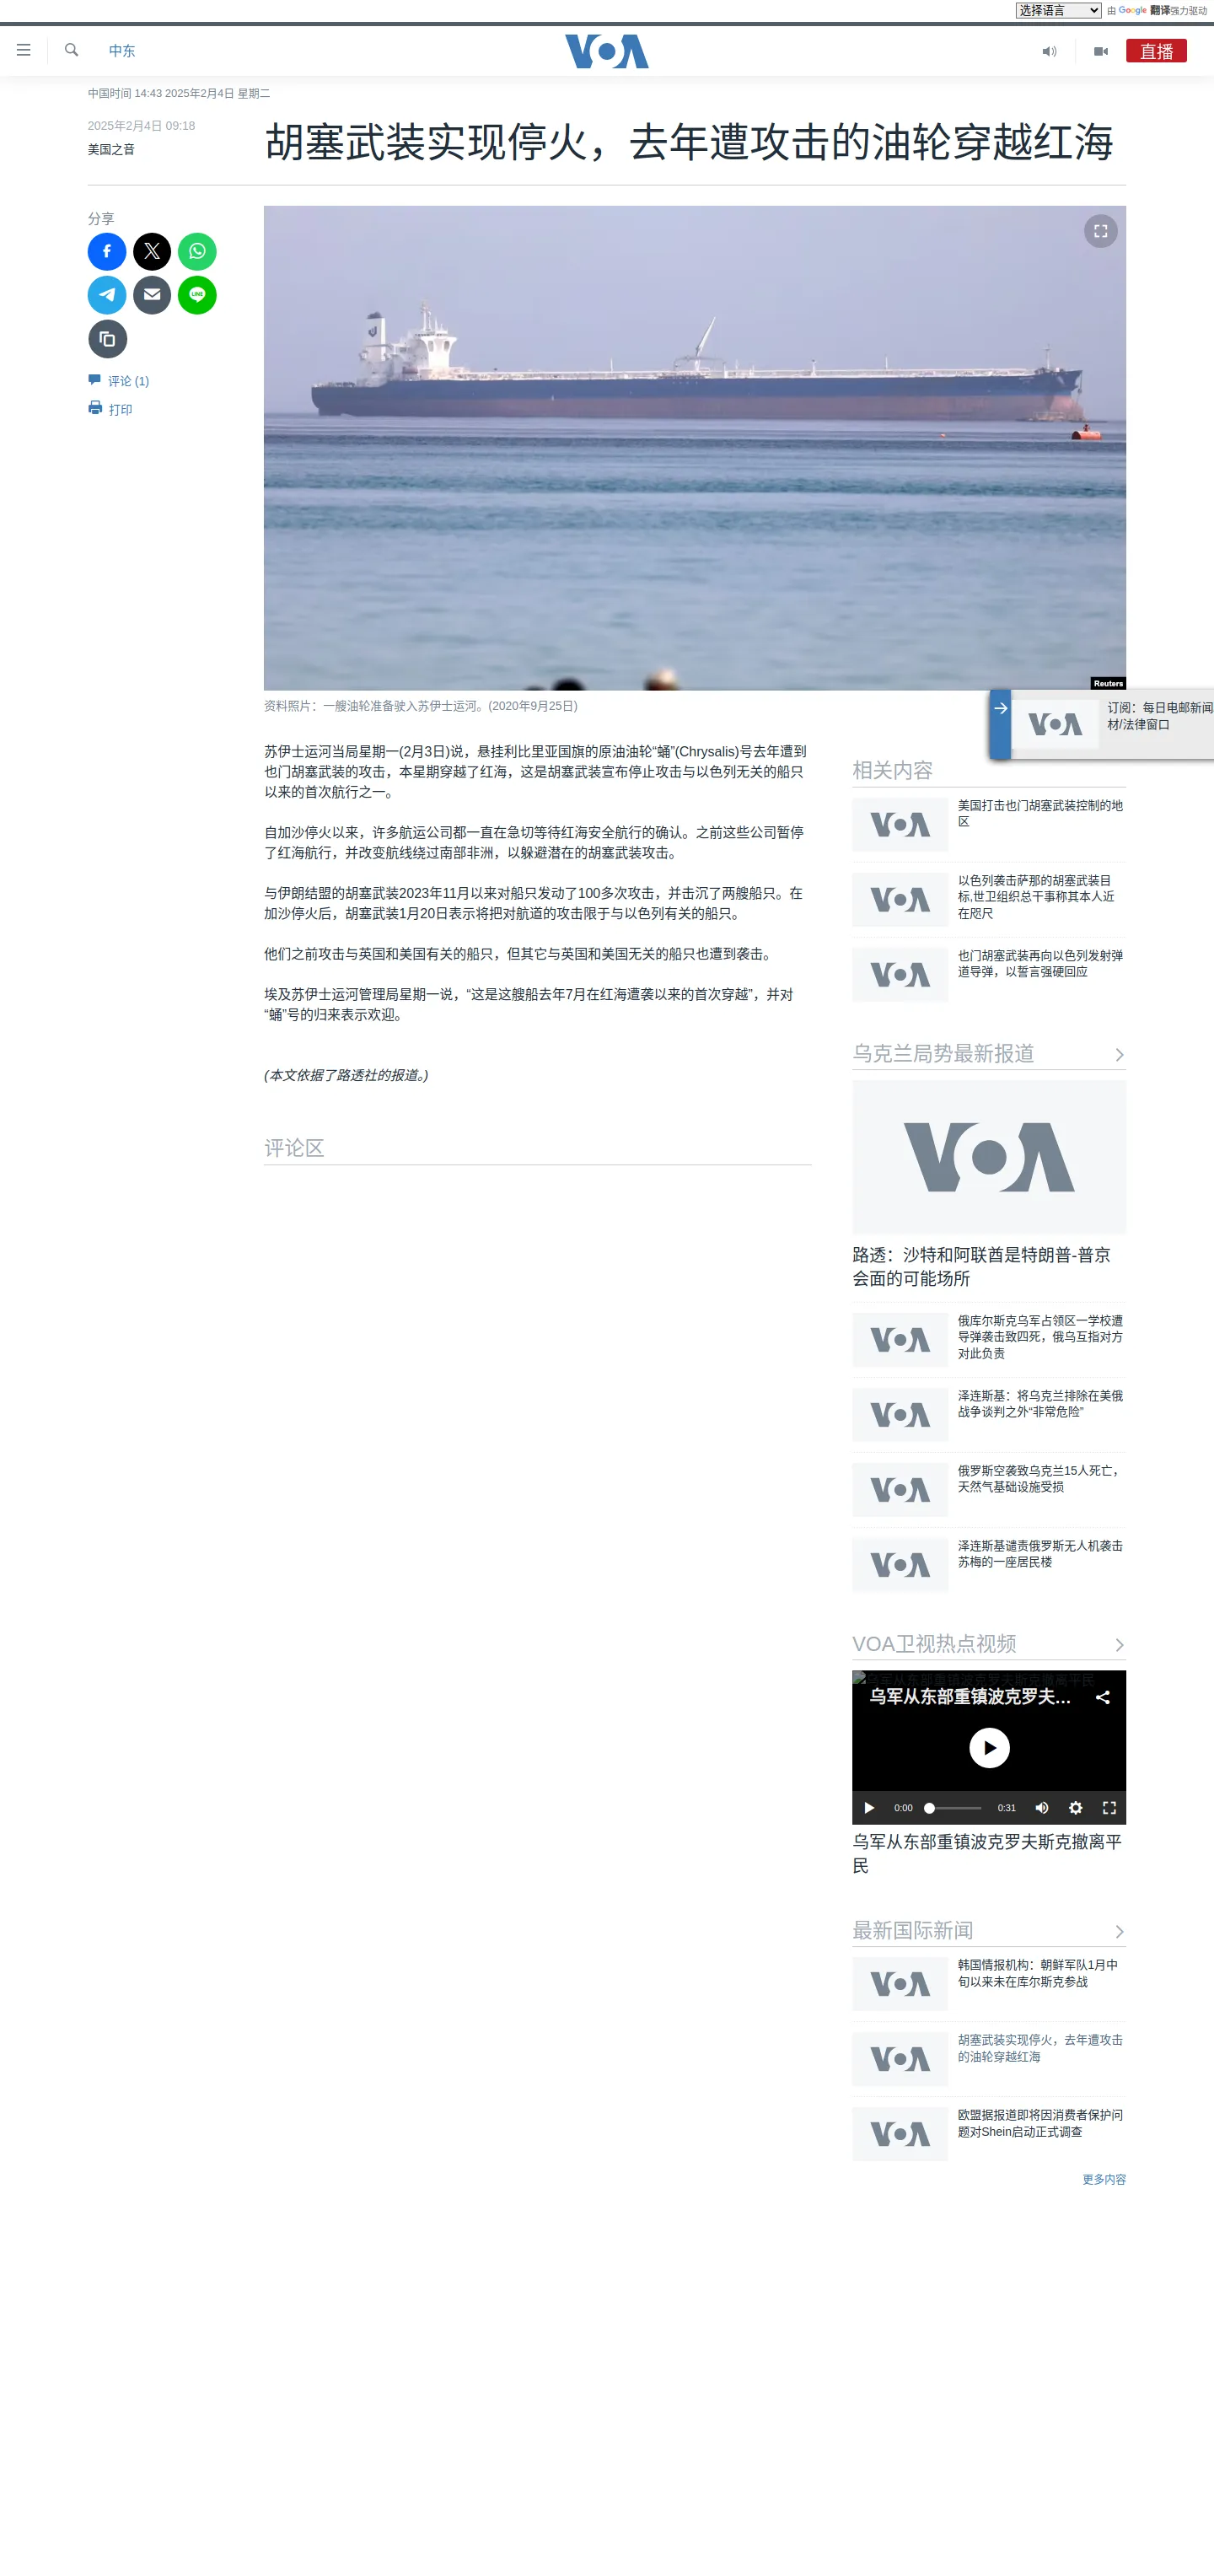 选择语言
由 Google 翻译强力驱动
中东
VOA
直播
中国时间 14:43 2025年2月4日 星期二
2025年2月4日 09:18
美国之音
胡塞武装实现停火，去年遭攻击的油轮穿越红海
分享
LINE
评论 (1)
打印
Reuters
资料照片：一艘油轮准备驶入苏伊士运河。(2020年9月25日)
VOA
订阅：每日电邮新闻
材/法律窗口
苏伊士运河当局星期一(2月3日)说，悬挂利比里亚国旗的原油油轮“蛹”(Chrysalis)号去年遭到
也门胡塞武装的攻击，本星期穿越了红海，这是胡塞武装宣布停止攻击与以色列无关的船只
以来的首次航行之一。
自加沙停火以来，许多航运公司都一直在急切等待红海安全航行的确认。之前这些公司暂停
了红海航行，并改变航线绕过南部非洲，以躲避潜在的胡塞武装攻击。
与伊朗结盟的胡塞武装2023年11月以来对船只发动了100多次攻击，并击沉了两艘船只。在
加沙停火后，胡塞武装1月20日表示将把对航道的攻击限于与以色列有关的船只。
他们之前攻击与英国和美国有关的船只，但其它与英国和美国无关的船只也遭到袭击。
埃及苏伊士运河管理局星期一说，“这是这艘船去年7月在红海遭袭以来的首次穿越”，并对
“蛹”号的归来表示欢迎。
(本文依据了路透社的报道。)
评论区
相关内容
VOA
美国打击也门胡塞武装控制的地
区
VOA
以色列袭击萨那的胡塞武装目
标,世卫组织总干事称其本人近
在咫尺
VOA
也门胡塞武装再向以色列发射弹
道导弹，以誓言强硬回应
乌克兰局势最新报道
VOA
路透：沙特和阿联酋是特朗普-普京
会面的可能场所
VOA
俄库尔斯克乌军占领区一学校遭
导弹袭击致四死，俄乌互指对方
对此负责
VOA
泽连斯基：将乌克兰排除在美俄
战争谈判之外“非常危险”
VOA
俄罗斯空袭致乌克兰15人死亡，
天然气基础设施受损
VOA
泽连斯基谴责俄罗斯无人机袭击
苏梅的一座居民楼
VOA卫视热点视频
乌军从东部重镇波克罗夫斯克撤离平民
乌军从东部重镇波克罗夫...
0:00
0:31
乌军从东部重镇波克罗夫斯克撤离平
民
最新国际新闻
VOA
韩国情报机构：朝鲜军队1月中
旬以来未在库尔斯克参战
VOA
胡塞武装实现停火，去年遭攻击
的油轮穿越红海
VOA
欧盟据报道即将因消费者保护问
题对Shein启动正式调查
更多内容